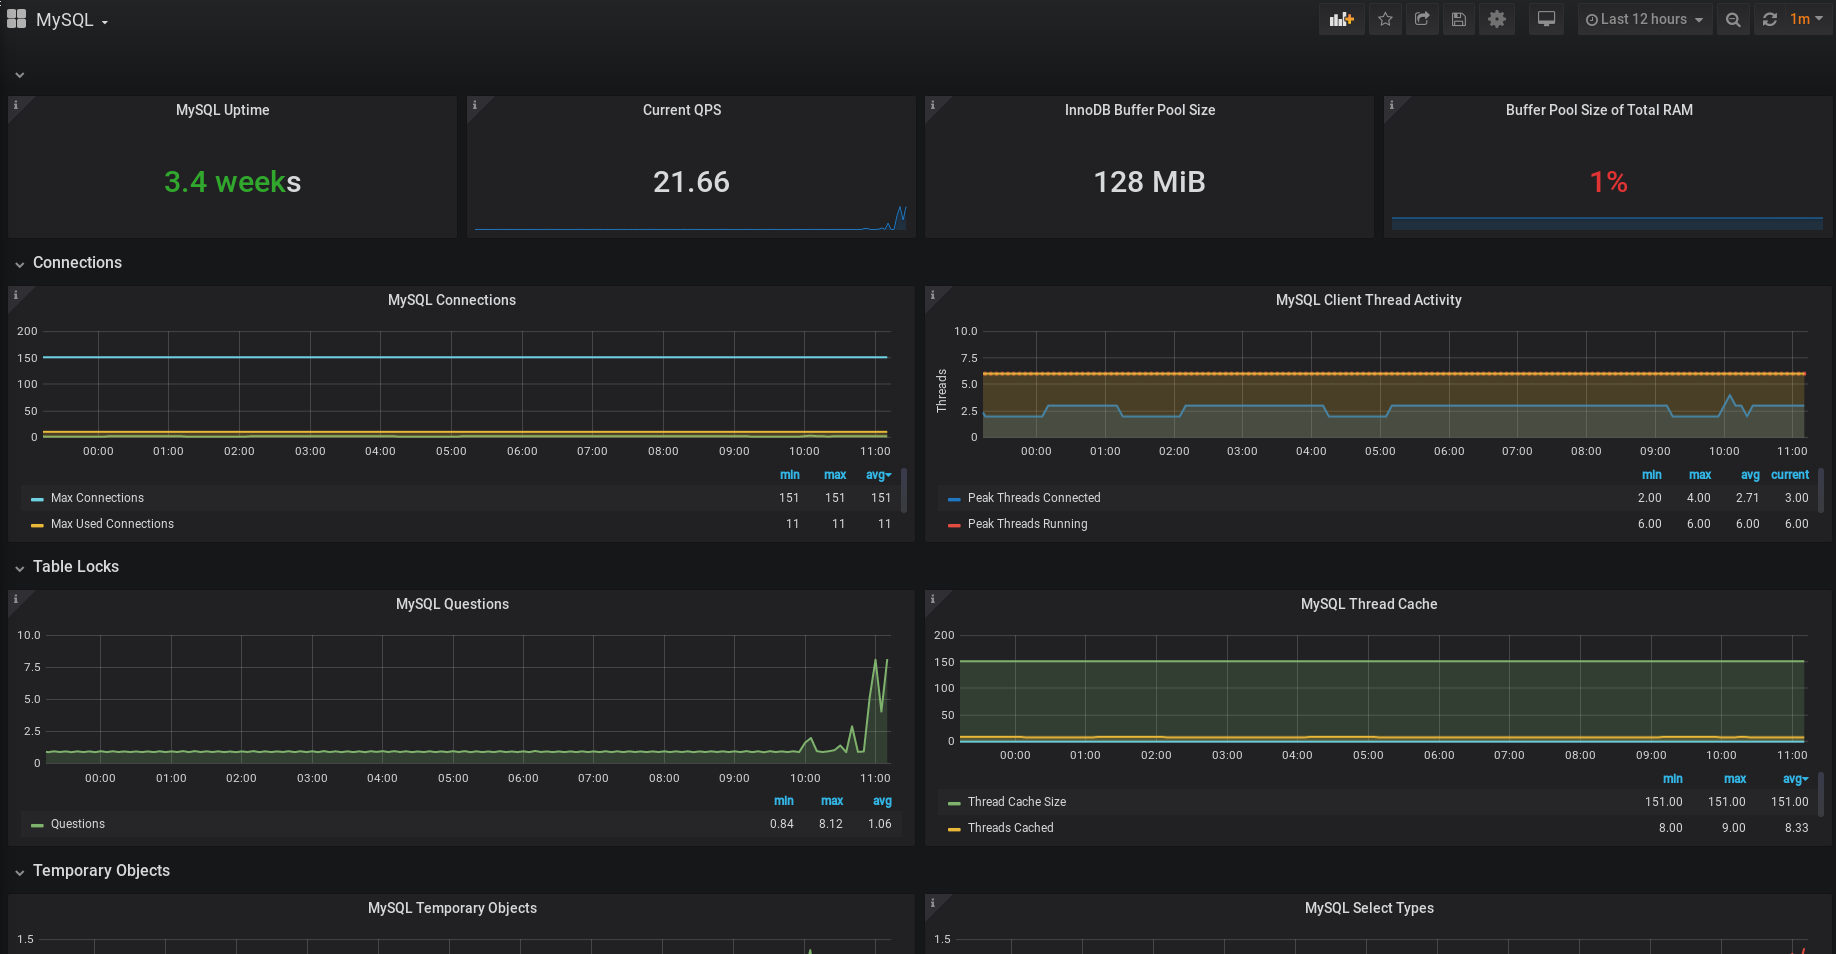 MySQL
Last 12 hours
1m
MySQL Uptime
3.4 weeks
Current QPS
21.66
InnoDB Buffer Pool Size
128 MiB
Buffer Pool Size of Total RAM
1%
Connections
MySQL Connections
200
150
100
50
0
00:00 01:00 02:00 03:00 04:00 05:00 06:00 07:00 08:00 09:00 10:00 11:00
min max avg
Max Connections 151 151 151
Max Used Connections 11 11 11
MySQL Client Thread Activity
Threads
10.0
7.5
5.0
2.5
0
00:00 01:00 02:00 03:00 04:00 05:00 06:00 07:00 08:00 09:00 10:00 11:00
min max avg current
Peak Threads Connected 2.00 4.00 2.71 3.00
Peak Threads Running 6.00 6.00 6.00 6.00
Table Locks
MySQL Questions
10.0
7.5
5.0
2.5
0
00:00 01:00 02:00 03:00 04:00 05:00 06:00 07:00 08:00 09:00 10:00 11:00
min max avg
Questions 0.84 8.12 1.06
MySQL Thread Cache
200
150
100
50
0
00:00 01:00 02:00 03:00 04:00 05:00 06:00 07:00 08:00 09:00 10:00 11:00
min max avg
Thread Cache Size 151.00 151.00 151.00
Threads Cached 8.00 9.00 8.33
Temporary Objects
MySQL Temporary Objects
1.5
MySQL Select Types
1.5